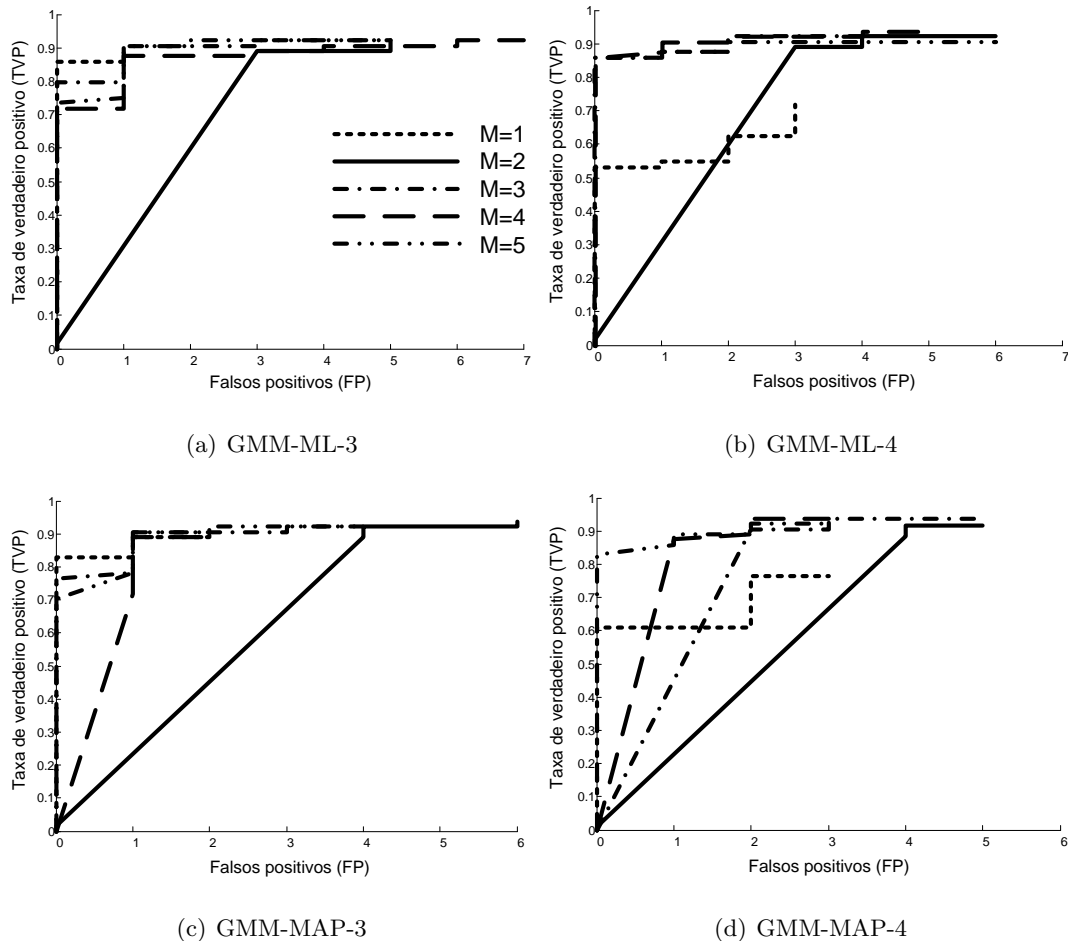 Taxa de verdadeiro positivo (TVP)
1
0.9
0.8
0.7
0.6
0.5
0.4
0.3
0.2
0.1
0
0 1 2 3 4 5 6 7
Falsos positivos (FP)
M=1
M=2
M=3
M=4
M=5
(a) GMM-ML-3
Taxa de verdadeiro positivo (TVP)
1
0.9
0.8
0.7
0.6
0.5
0.4
0.3
0.2
0.1
0
0 1 2 3 4 5 6 7
Falsos positivos (FP)
(b) GMM-ML-4
Taxa de verdadeiro positivo (TVP)
1
0.9
0.8
0.7
0.6
0.5
0.4
0.3
0.2
0.1
0
0 1 2 3 4 5 6
Falsos positivos (FP)
(c) GMM-MAP-3
Taxa de verdadeiro positivo (TVP)
1
0.9
0.8
0.7
0.6
0.5
0.4
0.3
0.2
0.1
0
0 1 2 3 4 5 6
Falsos positivos (FP)
(d) GMM-MAP-4